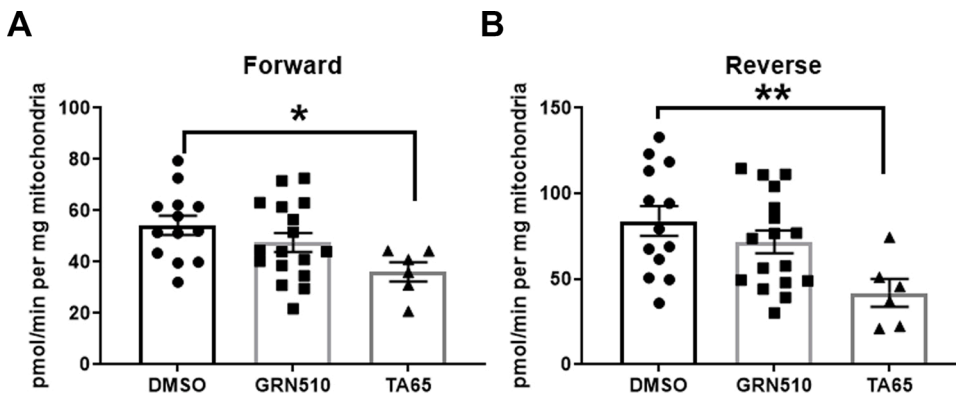 A
Forward
pmol/min per mg mitochondria
100
80
60
40
20
0
*
DMSO
GRN510
TA65
B
Reverse
pmol/min per mg mitochondria
150
100
50
0
**
DMSO
GRN510
TA65